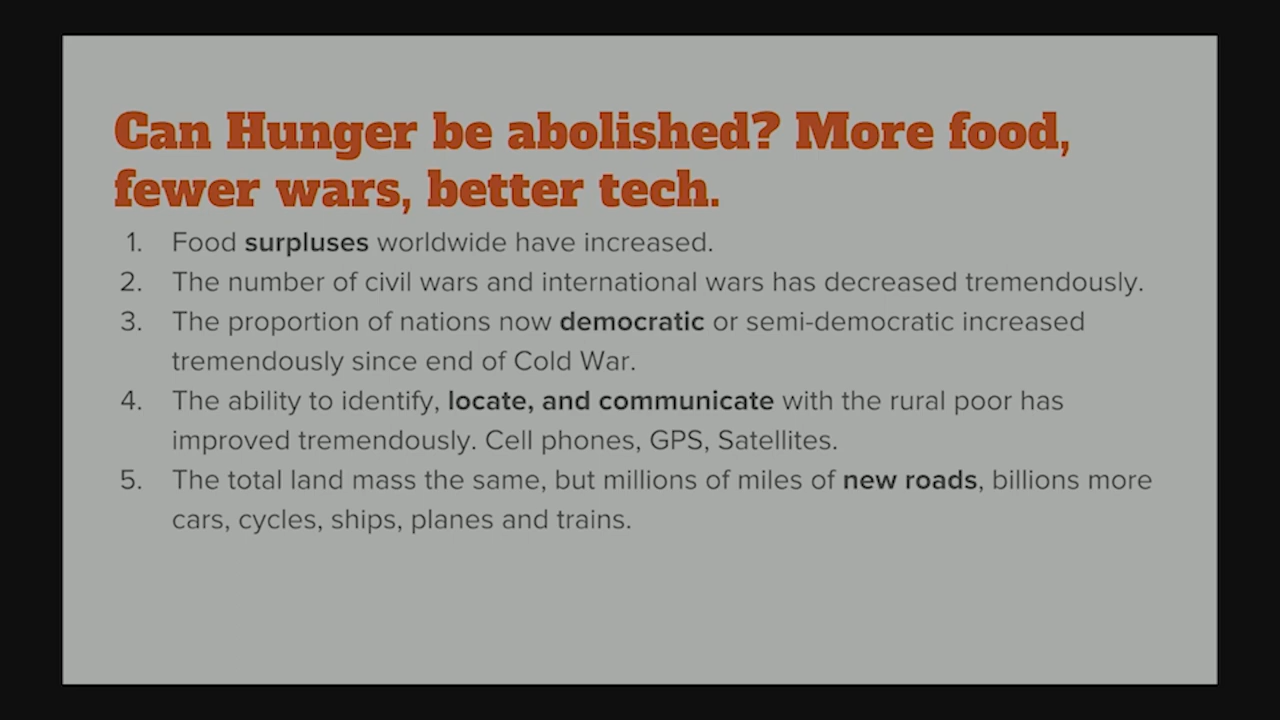 Can Hunger be abolished? More food,
fewer wars, better tech.
1. Food surpluses worldwide have increased.
2. The number of civil wars and international wars has decreased tremendously.
3. The proportion of nations now democratic or semi-democratic increased
tremendously since end of Cold War.
4. The ability to identify, locate, and communicate with the rural poor has
improved tremendously. Cell phones, GPS, Satellites.
5. The total land mass the same, but millions of miles of new roads, billions more
cars, cycles, ships, planes and trains.